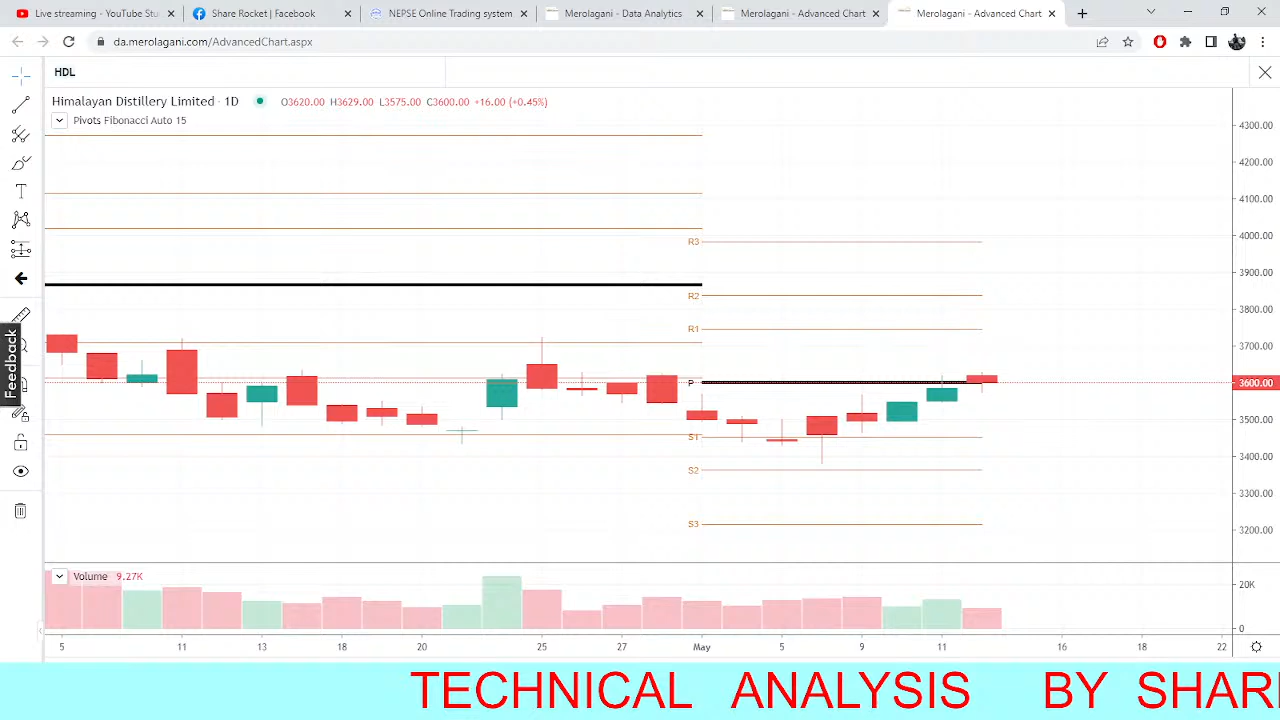 Live streaming - YouTube Stu
Share Rocket | Facebook
NEPSE Online trading system
Merolagani - Data Analytics
Merolagani - Advanced Chart
Merolagani - Advanced Chart
da.merolagani.com/AdvancedChart.aspx
HDL
Himalayan Distillery Limited · 1D O3620.00 H3629.00 L3575.00 C3600.00 +16.00 (+0.45%)
Pivots Fibonacci Auto 15
4300.00
4200.00
4100.00
4000.00
3900.00
3800.00
3700.00
3600.00
3500.00
3400.00
3300.00
3200.00
R3
R2
R1
P
S1
S2
S3
Feedback
Volume 9.27K
20K
0
5 11 13 18 20 25 27 May 5 9 11 16 18 22
TECHNICAL ANALYSIS BY SHAR